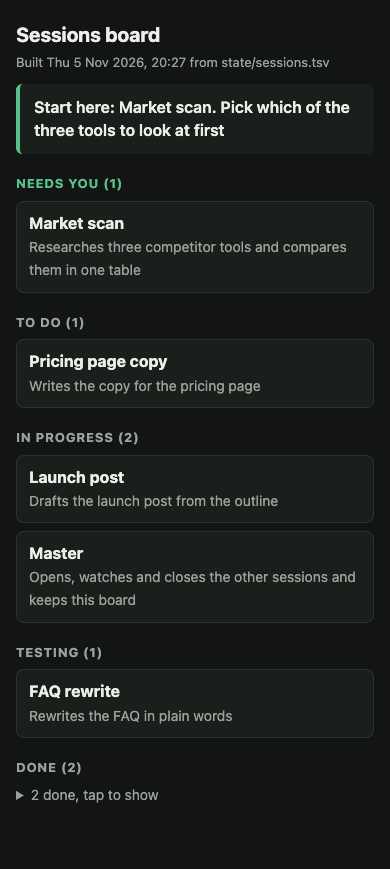 Sessions board
Built Thu 5 Nov 2026, 20:27 from state/sessions.tsv
Start here: Market scan. Pick which of the
three tools to look at first
NEEDS YOU (1)
Market scan
Researches three competitor tools and compares
them in one table
TO DO (1)
Pricing page copy
Writes the copy for the pricing page
IN PROGRESS (2)
Launch post
Drafts the launch post from the outline
Master
Opens, watches and closes the other sessions and
keeps this board
TESTING (1)
FAQ rewrite
Rewrites the FAQ in plain words
DONE (2)
2 done, tap to show